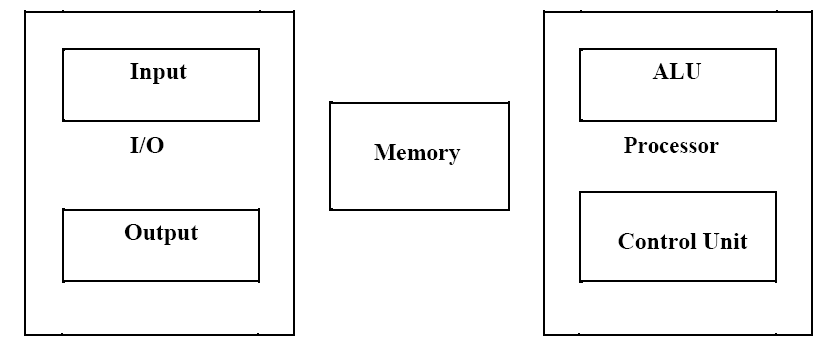 Input
I/O
Output
Memory
ALU
Processor
Control Unit